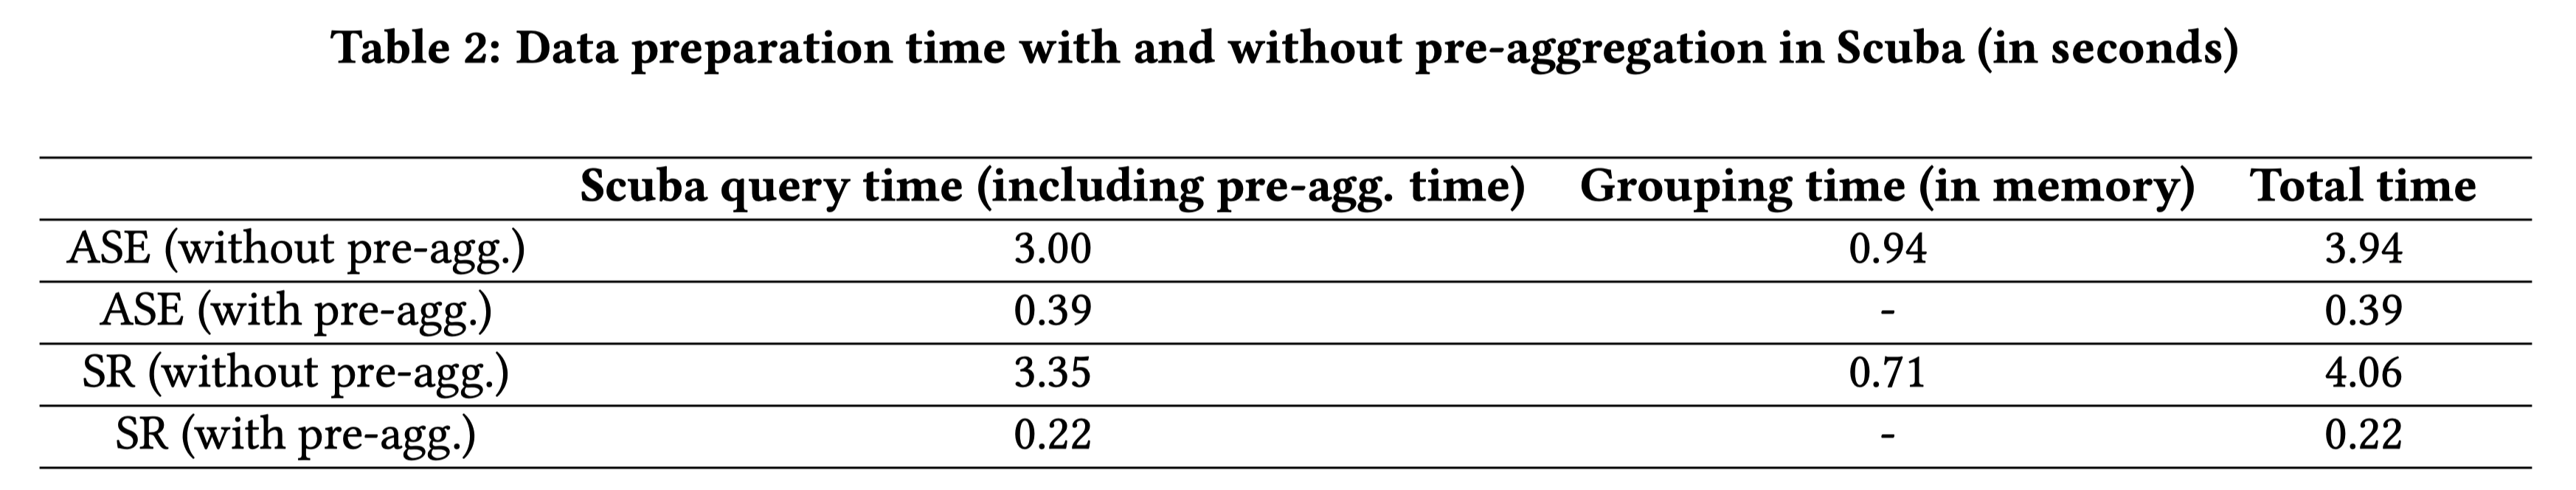 Table 2: Data preparation time with and without pre-aggregation in Scuba (in seconds)
Scuba query time (including pre-agg. time) Grouping time (in memory) Total time
ASE (without pre-agg.) 3.00 0.94 3.94
ASE (with pre-agg.) 0.39 - 0.39
SR (without pre-agg.) 3.35 0.71 4.06
SR (with pre-agg.) 0.22 - 0.22